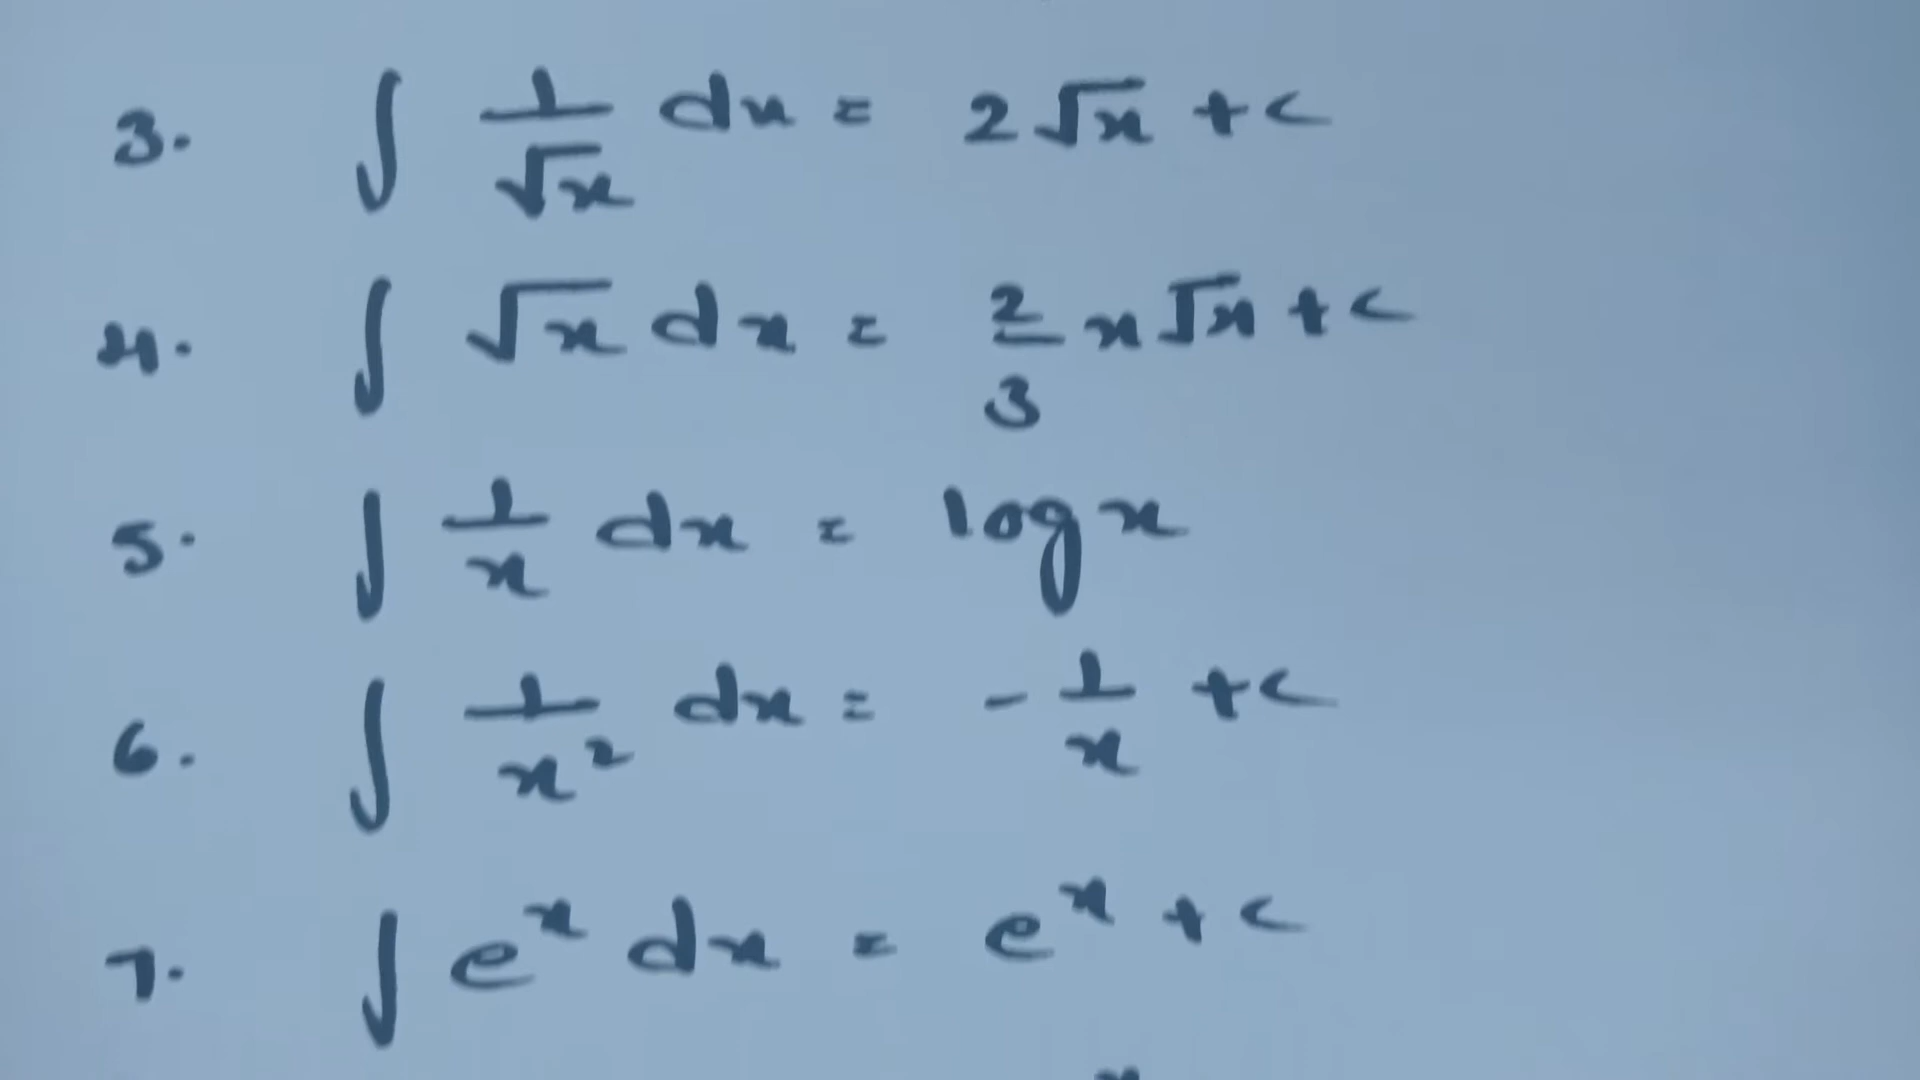 3. ∫ 1/√x dx = 2√x + c
4. ∫ √x dx = 2/3 x√x + c
5. ∫ 1/x dx = log x
6. ∫ 1/x² dx = - 1/x + c
7. ∫ eˣ dx = eˣ + c